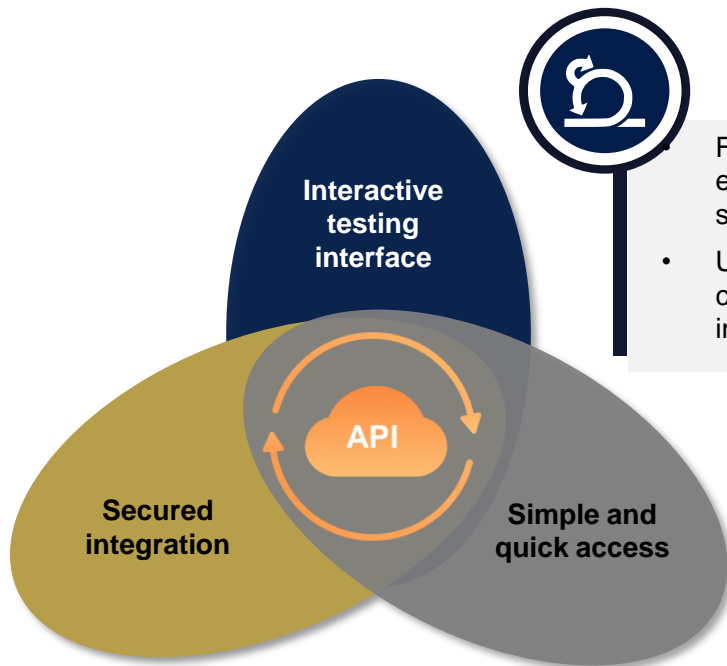 Interactive
testing
interface
API
Secured
integration
Simple and
quick access